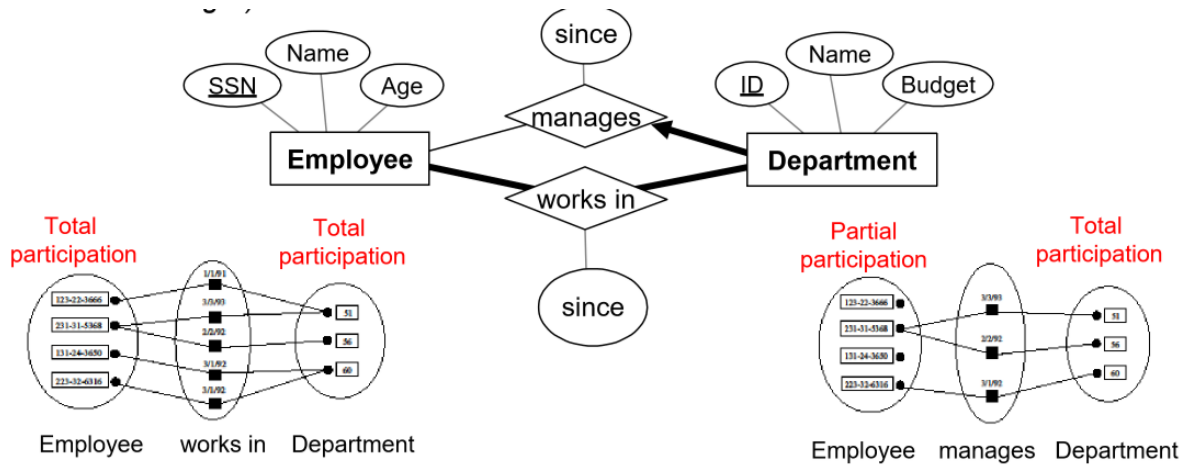 since
Name
Name
SSN
Age
ID
Budget
manages
Employee
Department
works in
since
Total
participation
Total
participation
1/1/91
123-22-3666
3/3/93
51
231-31-5368
2/2/92
56
131-24-3650
3/1/92
60
223-32-6316
3/1/92
Employee
works in
Department
Partial
participation
Total
participation
123-22-3666
3/3/93
51
231-31-5368
2/2/92
56
131-24-3650
60
223-32-6316
3/1/92
Employee
manages
Department